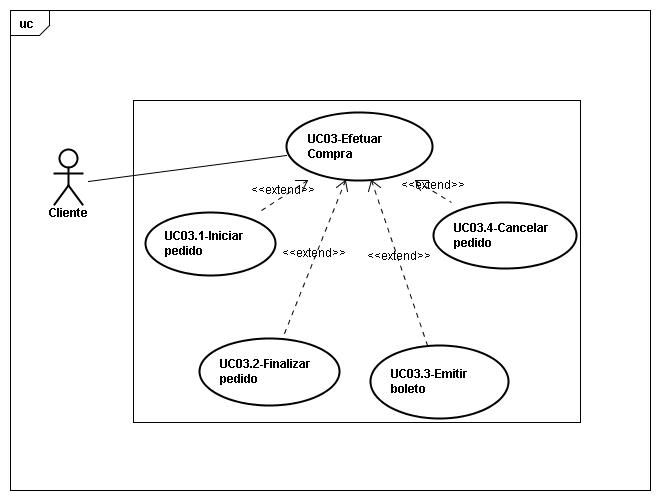 uc
UC03-Efetuar
Compra
Cliente
<<extend>>
<<extend>>
UC03.1-Iniciar
pedido
UC03.4-Cancelar
pedido
<<extend>>
<<extend>>
UC03.2-Finalizar
pedido
UC03.3-Emitir
boleto